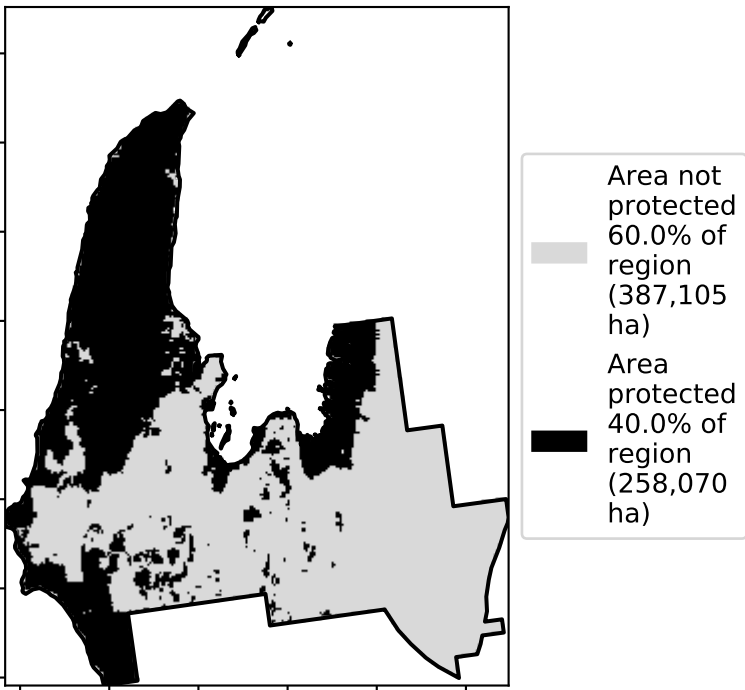 Area not
protected
60.0% of
region
(387,105
ha)
Area
protected
40.0% of
region
(258,070
ha)